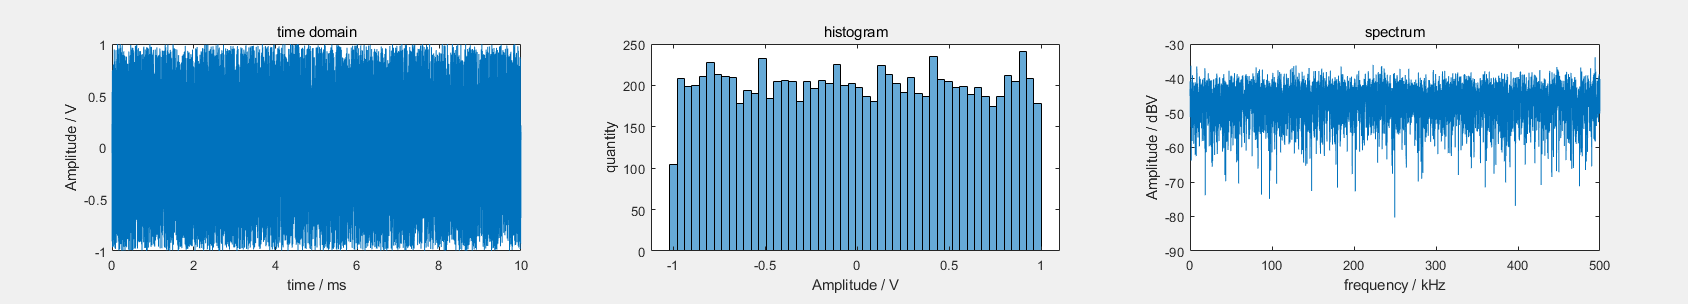 time domain
1
0.5
0
-0.5
-1
Amplitude / V
0 2 4 6 8 10
time / ms
histogram
250
200
150
100
50
0
quantity
-1 -0.5 0 0.5 1
Amplitude / V
spectrum
-30
-40
-50
-60
-70
-80
-90
Amplitude / dBV
0 100 200 300 400 500
frequency / kHz